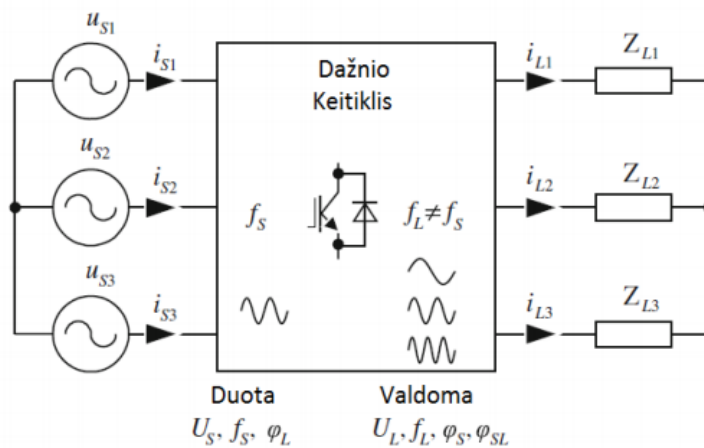 u_S1
i_S1
i_L1
Z_L1
Dažnio
Keitiklis
u_S2
i_S2
i_L2
Z_L2
f_S
f_L≠f_S
u_S3
i_S3
i_L3
Z_L3
Duota
Valdoma
U_S, f_S, φ_L
U_L, f_L, φ_S, φ_SL